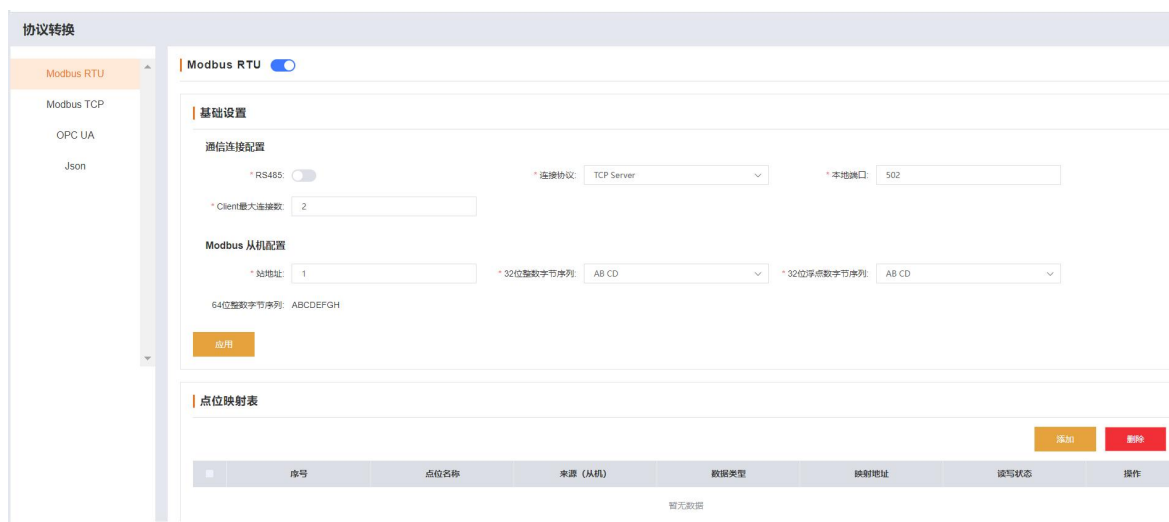 协议转换
Modbus RTU
Modbus TCP
OPC UA
Json
Modbus RTU
基础设置
通信连接配置
* RS485:
* 连接协议: TCP Server
* 本地端口: 502
* Client最大连接数: 2
Modbus 从机配置
* 站地址: 1
* 32位整数字节序列: AB CD
* 32位浮点数字节序列: AB CD
64位整数字节序列: ABCDEFGH
应用
点位映射表
添加 删除
序号 点位名称 来源（从机） 数据类型 映射地址 读写状态 操作
暂无数据